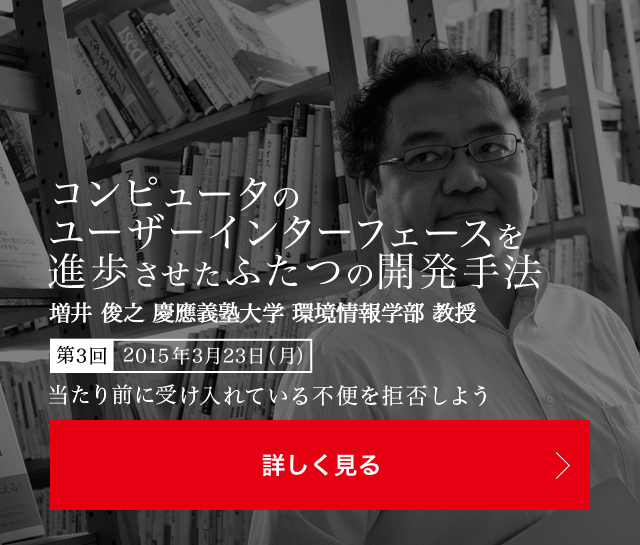 コンピュータの
ユーザーインターフェースを
進歩させたふたつの開発手法
増井 俊之 慶應義塾大学 環境情報学部 教授
第3回 2015年3月23日(月)
当たり前に受け入れている不便を拒否しよう
詳しく見る